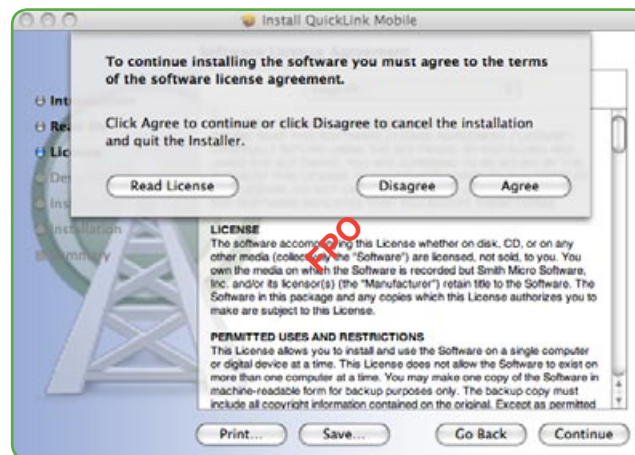 Install QuickLink Mobile
To continue installing the software you must agree to the terms
of the software license agreement.
Click Agree to continue or click Disagree to cancel the installation
and quit the Installer.
Read License
Disagree
Agree
Lic
Installation
Summary
FPO
LICENSE
The software accompanying this License whether on disk, CD, or on any
other media (collectively the "Software") are licensed, not sold, to you. You
own the media on which the Software is recorded but Smith Micro Software,
Inc. and/or its licensor(s) (the "Manufacturer") retain title to the Software. The
Software in this package and any copies which this License authorizes you to
make are subject to this License.
PERMITTED USES AND RESTRICTIONS
This License allows you to install and use the Software on a single computer
or digital device at a time. This License does not allow the Software to exist on
more than one computer at a time. You may make one copy of the Software in
machine-readable form for backup purposes only. The backup copy must
include all copyright information contained on the original. Except as permitted
Print...
Save...
Go Back
Continue